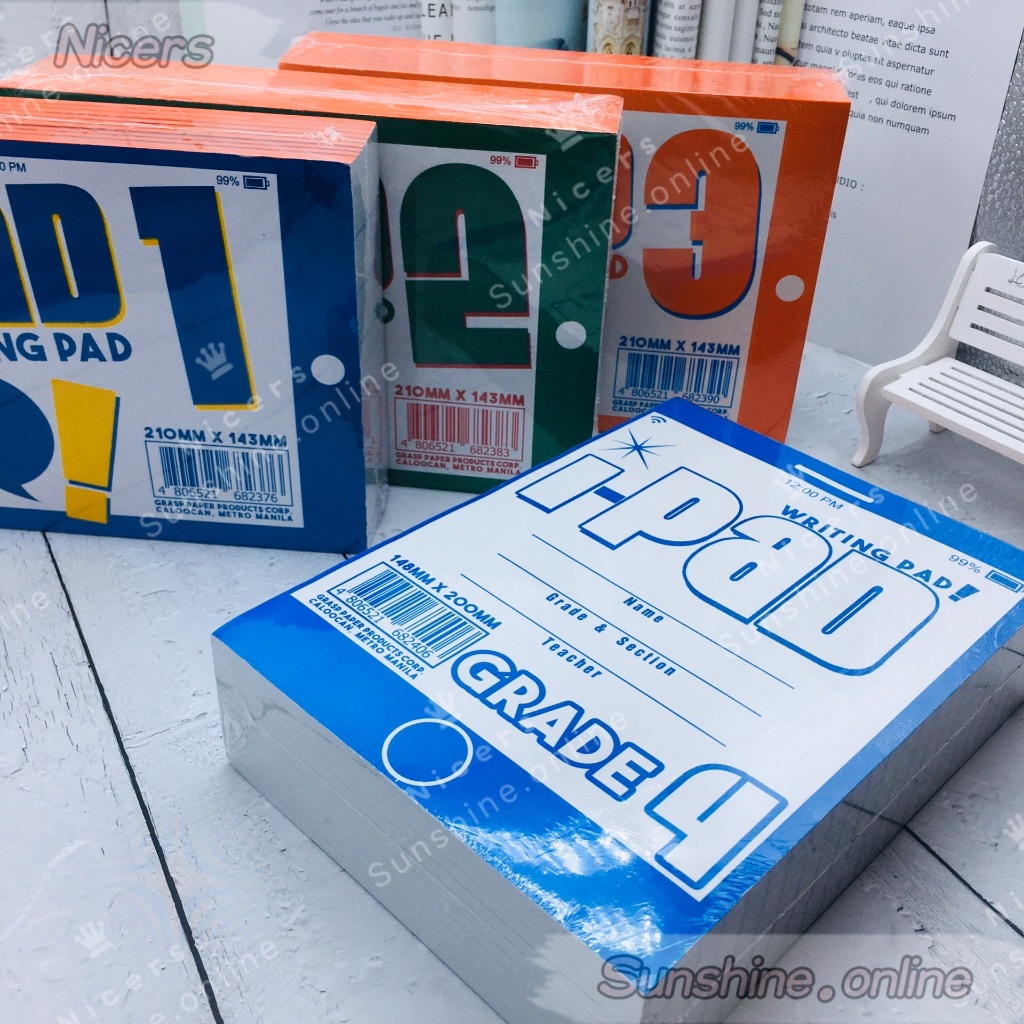 Nicers
LEAN
99%
PAD
1
NG PAD
!
210MM X 143MM
4 806521 682376
GRASP PAPER PRODUCTS CORP.
CALOOCAN, METRO MANILA
99%
2
210MM X 143MM
4 806521 682383
GRASP PAPER PRODUCTS CORP.
CALOOCAN, METRO MANILA
99%
3
210MM X 143MM
4 806521 682390
GRASP PAPER PRODUCTS CORP.
CALOOCAN, METRO MANILA
12:00 PM
99%
i-PaD
WRITING PAD!
Name
Grade & Section
Teacher
148MM X 200MM
4 806521 682406
GRASP PAPER PRODUCTS CORP.
CALOOCAN, METRO MANILA
GRADE 4
Sunshine.online